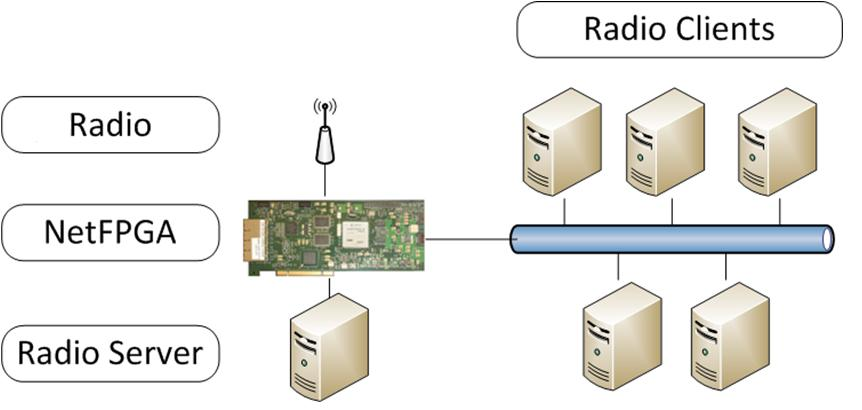 Radio Clients
Radio
NetFPGA
Radio Server